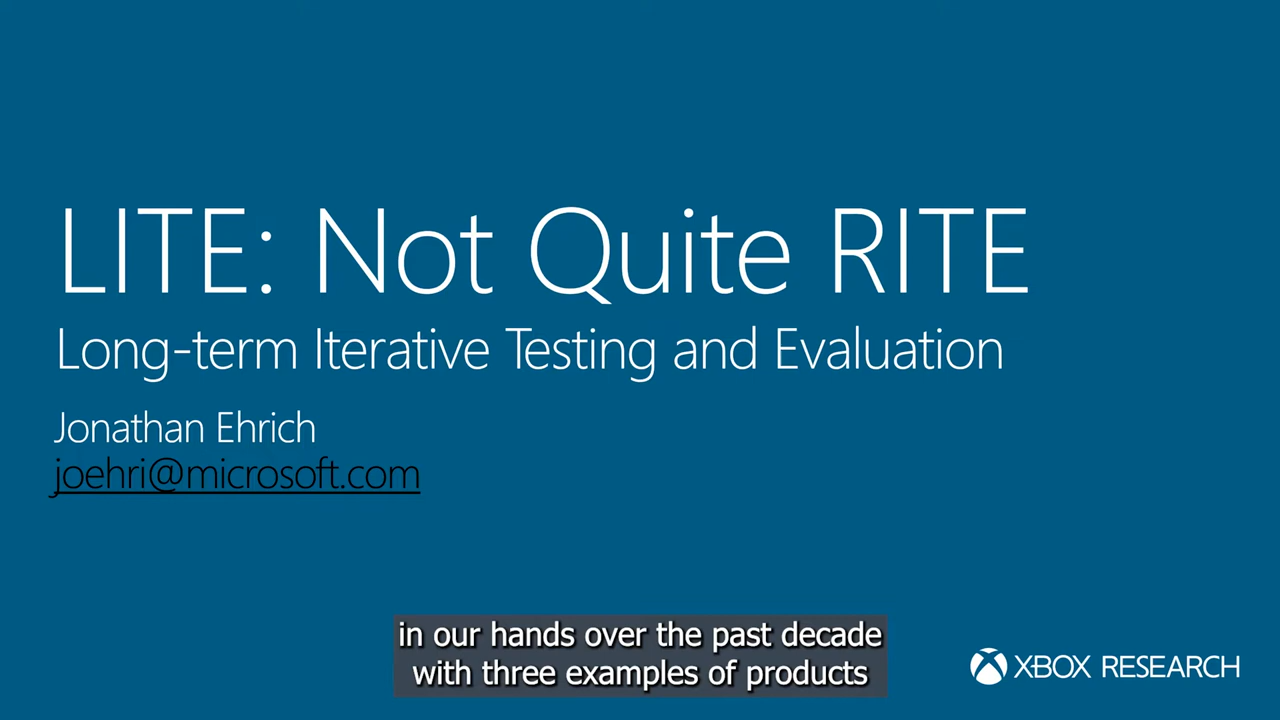 LITE: Not Quite RITE
Long-term Iterative Testing and Evaluation
Jonathan Ehrich
joehri@microsoft.com
in our hands over the past decade
with three examples of products
XBOX RESEARCH